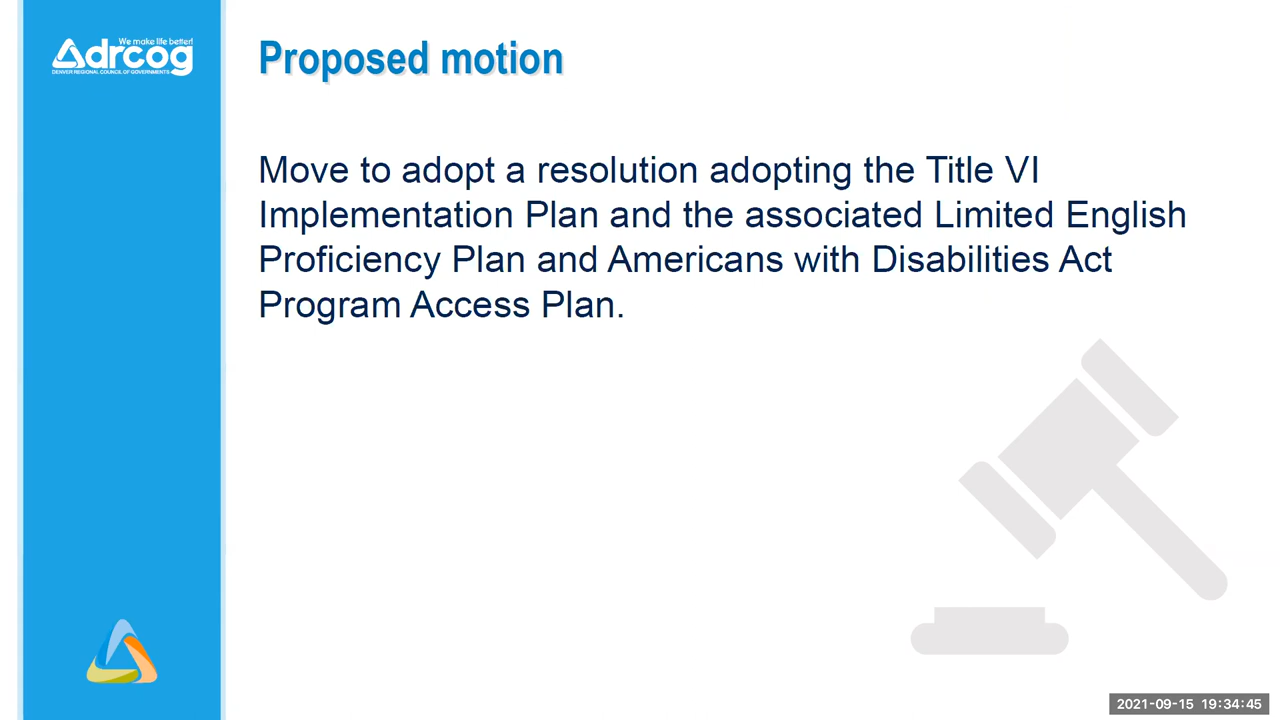 We make life better!
drcog
DENVER REGIONAL COUNCIL OF GOVERNMENTS
Proposed motion
Move to adopt a resolution adopting the Title VI
Implementation Plan and the associated Limited English
Proficiency Plan and Americans with Disabilities Act
Program Access Plan.
2021-09-15 19:34:45